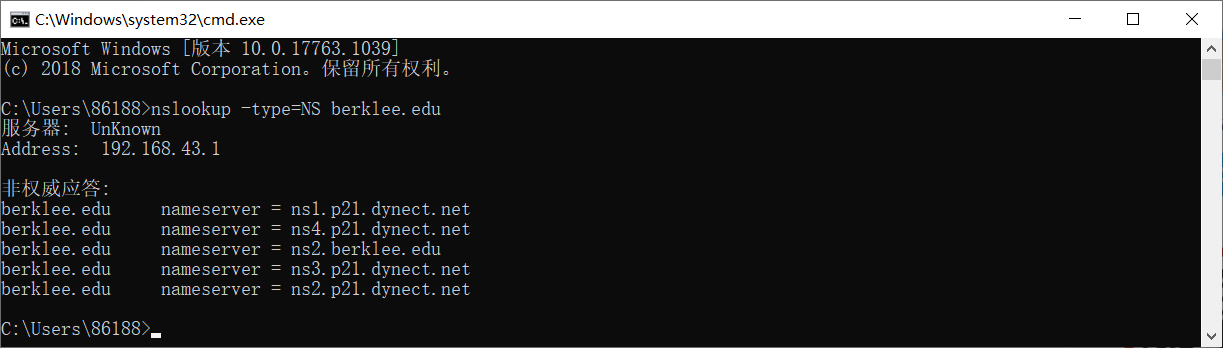 C:\Windows\system32\cmd.exe
Microsoft Windows [版本 10.0.17763.1039]
(c) 2018 Microsoft Corporation。保留所有权利。
C:\Users\86188>nslookup -type=NS berklee.edu
服务器:  UnKnown
Address:  192.168.43.1
非权威应答:
berklee.edu     nameserver = ns1.p21.dynect.net
berklee.edu     nameserver = ns4.p21.dynect.net
berklee.edu     nameserver = ns2.berklee.edu
berklee.edu     nameserver = ns3.p21.dynect.net
berklee.edu     nameserver = ns2.p21.dynect.net
C:\Users\86188>